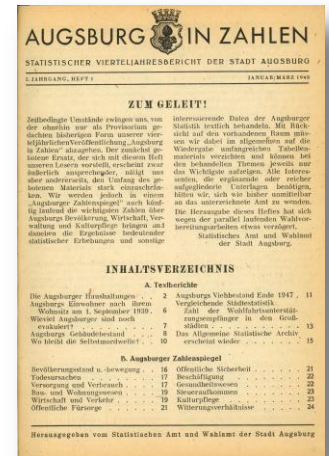 AUGSBURG IN ZAHLEN
STATISTISCHER VIERTELJAHRESBERICHT DER STADT AUGSBURG
2. JAHRGANG, HEFT 1 JANUAR/MÄRZ 1948
ZUM GELEIT!
Zeitbedingte Umstände zwingen uns, von
der ohnehin nur als Provisorium ge-
dachten bisherigen Form unserer vier-
teljährlichen Veröffentlichung „Augsburg
in Zahlen" abzugehen. Der zunächst ge-
botene Ersatz, der sich mit diesem Heft
unseren Lesern vorstellt, erscheint zwar
äußerlich ansprechender, nötigt uns
aber andererseits, den Umfang des ge-
botenen Materials stark einzuschrän-
ken. Wir werden jedoch in einem
„Augsburger Zahlenspiegel" auch künf-
tig laufend die wichtigsten Zahlen über
Augsburgs Bevölkerung, Wirtschaft, Ver-
waltung und Kulturpflege bringen und
daneben die Ergebnisse bedeutender
statistischer Erhebungen und sonstige
interessierende Daten der Augsburger
Statistik textlich behandeln. Mit Rück-
sicht auf den vorhandenen Raum müs-
sen wir dabei im allgemeinen auf die
Wiedergabe umfangreichen Tabellen-
materials verzichten und können bei
den behandelten Themen jeweils nur
das Wichtigste aufzeigen. Alle Interes-
senten, die ergänzende oder reicher
aufgegliederte Unterlagen benötigen,
bitten wir, sich wie bisher unmittelbar
an das unterzeichnete Amt zu wenden.
Die Herausgabe dieses Heftes hat sich
wegen der parallel laufenden Wahlvor-
bereitungsarbeiten etwas verzögert.
Statistisches Amt und Wahlamt
der Stadt Augsburg.
INHALTSVERZEICHNIS
A. Textberichte
Die Augsburger Haushaltungen . . . 2
Augsburgs Einwohner nach ihrem
Wohnsitz am 1. September 1939 . 6
Wieviel Augsburger sind noch
evakuiert? . . . 7
Augsburgs Gebäudebestand . . . 8
Wo bleibt die Selbstmordwelle? . . 10
Augsburgs Viehbestand Ende 1947 . 11
Vergleichende Städtestatistik
Zahl der Wohlfahrtsunterstüt-
zungsempfänger in den Groß-
städten . . . 13
Das Allgemeine Statistische Archiv
erscheint wieder . . . 15
B. Augsburger Zahlenspiegel
Bevölkerungsstand u. -bewegung . 16
Todesursachen . . . 17
Versorgung und Verbrauch . . . 17
Bau- und Wohnungswesen . . . 19
Wirtschaft und Verkehr . . . 19
Öffentliche Fürsorge . . . 21
Öffentliche Sicherheit . . . 21
Beschäftigung . . . 22
Gesundheitswesen . . . 22
Steueraufkommen . . . 23
Kulturpflege . . . 23
Witterungsverhältnisse . . . 24
Herausgegeben vom Statistischen Amt und Wahlamt der Stadt Augsburg